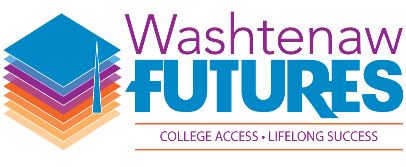 Washtenaw
FUTURES
COLLEGE ACCESS • LIFELONG SUCCESS